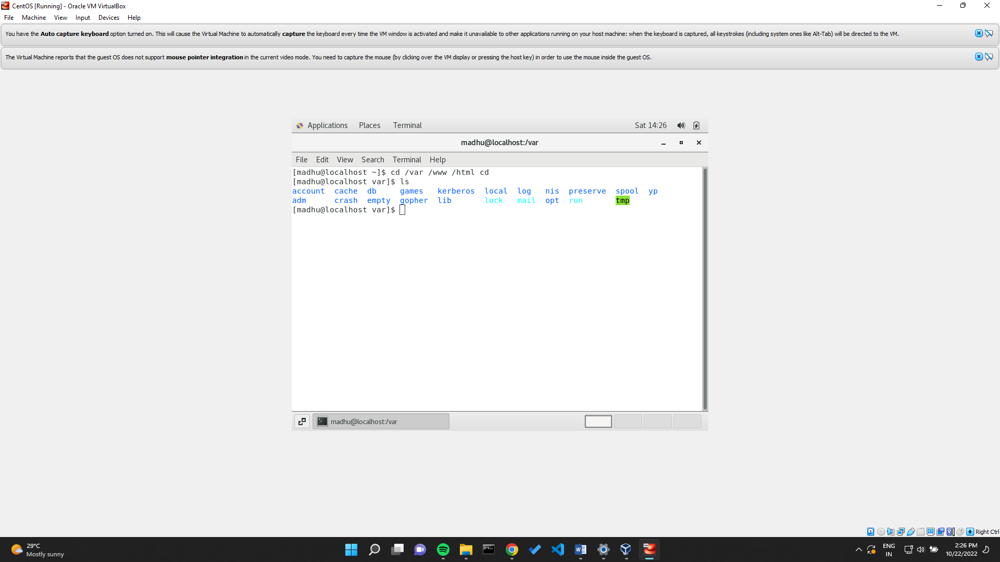 CentOS [Running] - Oracle VM VirtualBox
File Machine View Input Devices Help
You have the Auto capture keyboard option turned on. This will cause the Virtual Machine to automatically capture the keyboard every time the VM window is activated and make it unavailable to other applications running on your host machine: when the keyboard is captured, all keystrokes (including system ones like Alt-Tab) will be directed to the VM.
The Virtual Machine reports that the guest OS does not support mouse pointer integration in the current video mode. You need to capture the mouse (by clicking over the VM display or pressing the host key) in order to use the mouse inside the guest OS.
Applications Places Terminal Sat 14:26
madhu@localhost:/var
File Edit View Search Terminal Help
[madhu@localhost ~]$ cd /var /www /html cd
[madhu@localhost var]$ ls
account cache db games kerberos local log nis preserve spool yp
adm crash empty gopher lib lock mail opt run tmp
[madhu@localhost var]$
madhu@localhost:/var
Right Ctrl
29°C
Mostly sunny
ENG
IN
2:26 PM
10/22/2022